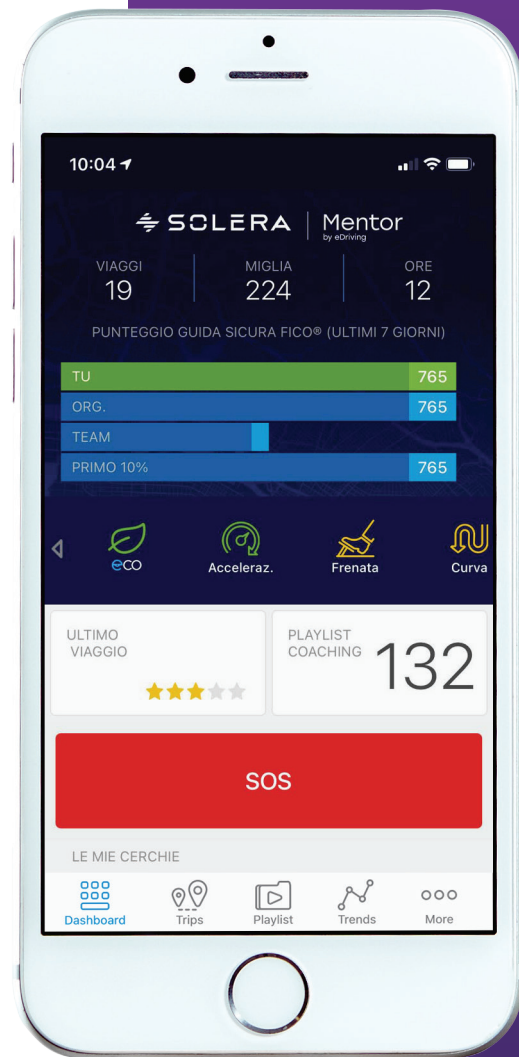 10:04
SOLERA | Mentor
by eDriving
VIAGGI MIGLIA ORE
19 224 12
PUNTEGGIO GUIDA SICURA FICO® (ULTIMI 7 GIORNI)
TU 765
ORG. 765
TEAM
PRIMO 10% 765
eco Acceleraz. Frenata Curva
ULTIMO
VIAGGIO
PLAYLIST
COACHING 132
SOS
LE MIE CERCHIE
Dashboard Trips Playlist Trends More